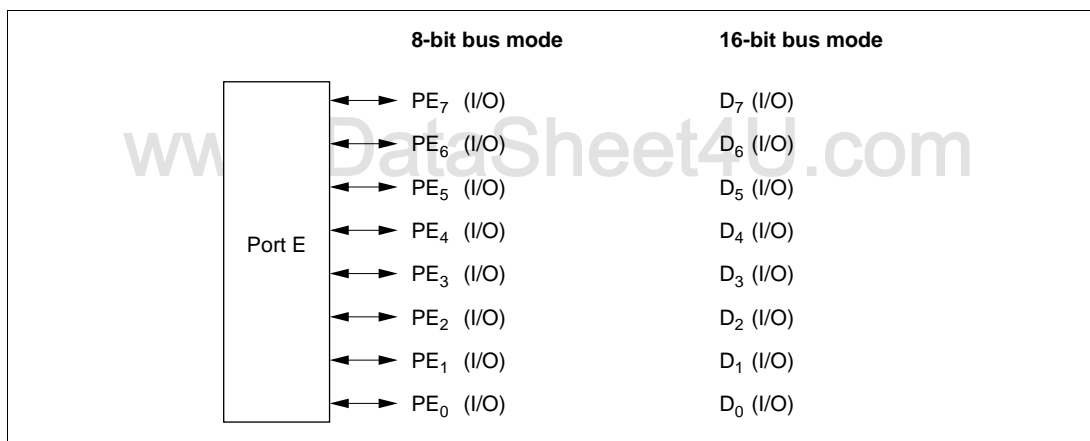 8-bit bus mode 16-bit bus mode
PE7 (I/O) D7 (I/O)
PE6 (I/O) D6 (I/O)
PE5 (I/O) D5 (I/O)
PE4 (I/O) D4 (I/O)
Port E
PE3 (I/O) D3 (I/O)
PE2 (I/O) D2 (I/O)
PE1 (I/O) D1 (I/O)
PE0 (I/O) D0 (I/O)
DataSheet4U.com